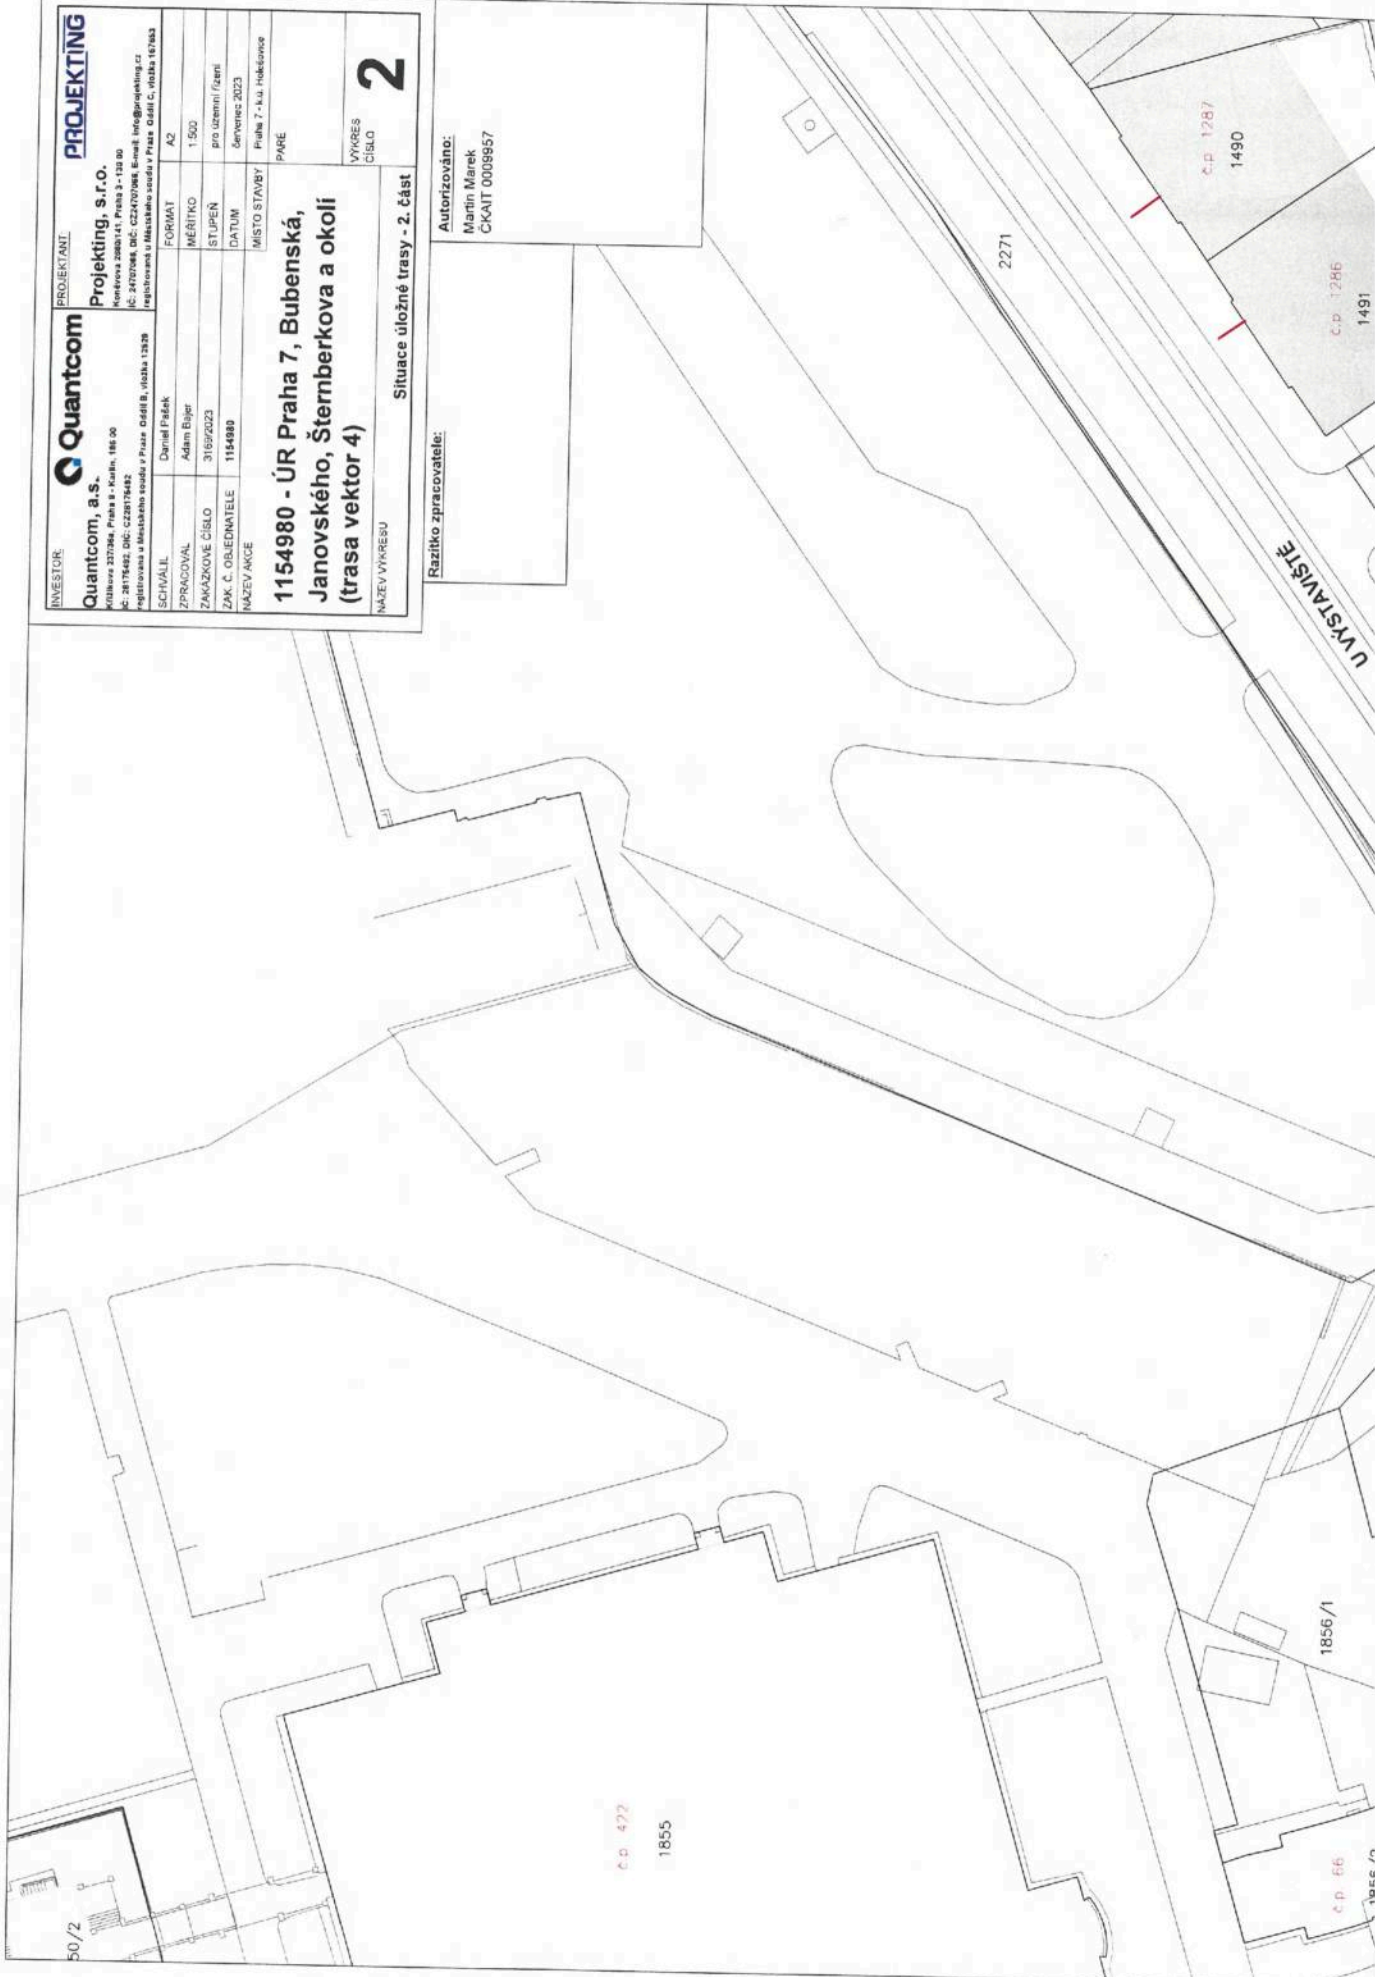 INVESTOR:
Quantcom
Quantcom, a.s.
Křižíkova 237/36a, Praha 8 - Karlín, 186 00
IČ: 28175492, DIČ: CZ28175492
registrovaná u Městského soudu v Praze Oddíl B, vložka 12529
PROJEKTANT:
PROJEKTING
Projekting, s.r.o.
Koněvova 2660/141, Praha 3 - 130 00
IČ: 24707066, DIČ: CZ24707066, E-mail: info@projekting.cz
registrovaná u Městského soudu v Praze Oddíl C, vložka 167653
SCHVÁLIL Daniel Pašek
FORMÁT A2
ZPRACOVAL Adam Bajer
MĚŘÍTKO 1:500
ZAKÁZKOVÉ ČÍSLO 3169/2023
STUPEŇ pro územní řízení
ZAK. Č. OBJEDNATELE 1154980
DATUM červenec 2023
NÁZEV AKCE
MÍSTO STAVBY Praha 7 - k.ú. Holešovice
1154980 - ÚR Praha 7, Bubenská,
Janovského, Šternberkova a okolí
(trasa vektor 4)
PARÉ
NÁZEV VÝKRESU
Situace úložné trasy - 2. část
VÝKRES
ČÍSLO
2
Razítko zpracovatele:
Autorizováno:
Martin Marek
ČKAIT 0009957
č.p. 1287
1490
2271
č.p. 1286
1491
U VÝSTAVIŠTĚ
50/2
č.p. 422
1855
1856/1
č.p. 66
1856/2